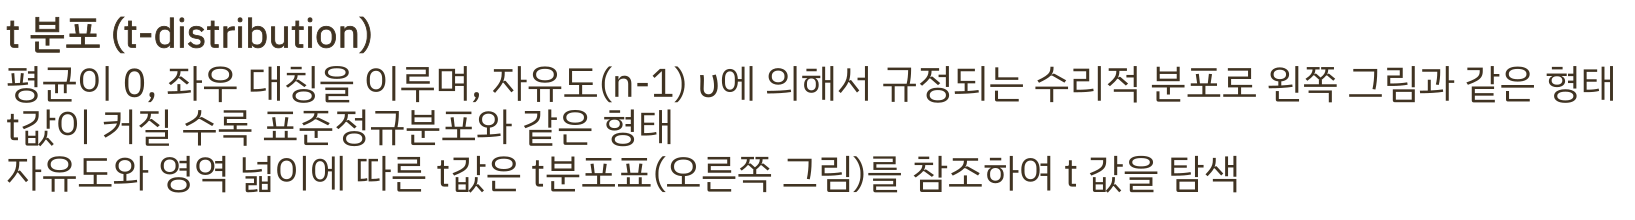 t 분포 (t-distribution)
평균이 0, 좌우 대칭을 이루며, 자유도(n-1) υ에 의해서 규정되는 수리적 분포로 왼쪽 그림과 같은 형태
t값이 커질 수록 표준정규분포와 같은 형태
자유도와 영역 넓이에 따른 t값은 t분포표(오른쪽 그림)를 참조하여 t 값을 탐색